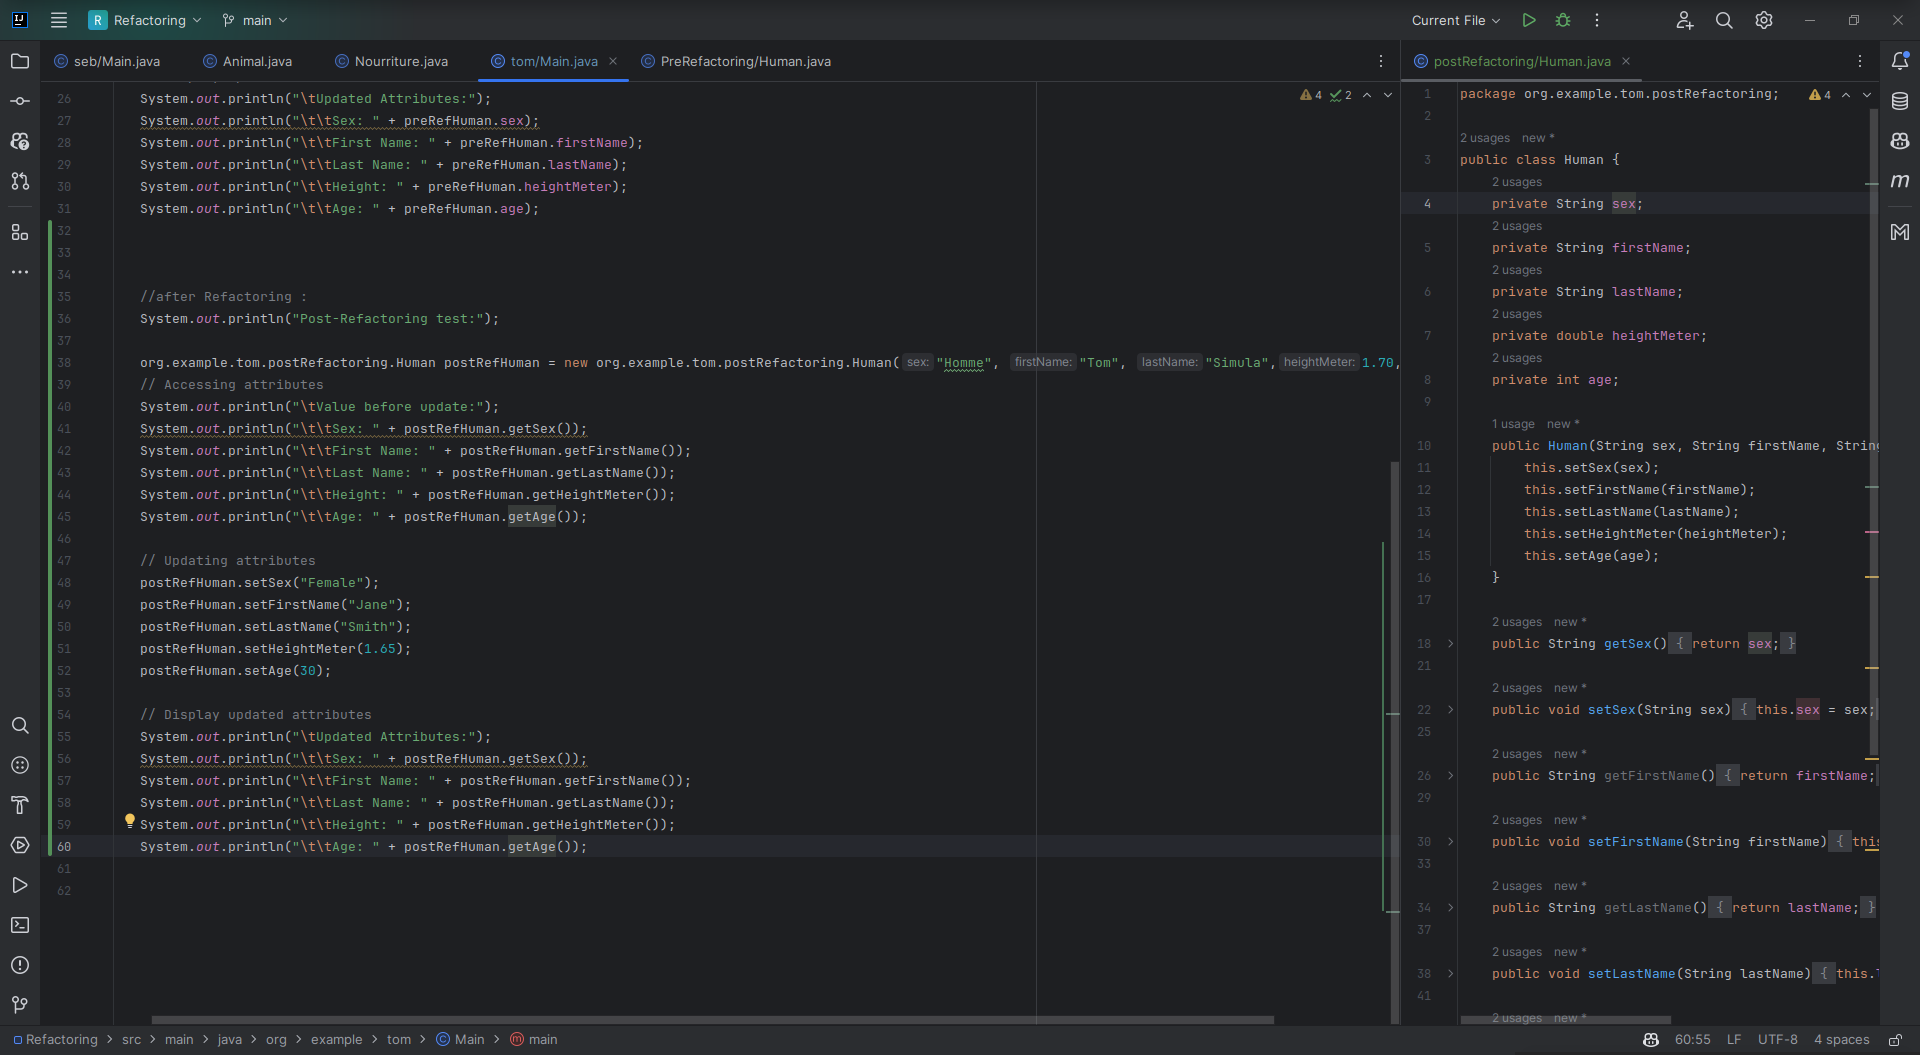 Refactoring main Current File
seb/Main.java Animal.java Nourriture.java tom/Main.java PreRefactoring/Human.java postRefactoring/Human.java
4 2
26 System.out.println("\tUpdated Attributes:");
27 System.out.println("\t\tSex: " + preRefHuman.sex);
28 System.out.println("\t\tFirst Name: " + preRefHuman.firstName);
29 System.out.println("\t\tLast Name: " + preRefHuman.lastName);
30 System.out.println("\t\tHeight: " + preRefHuman.heightMeter);
31 System.out.println("\t\tAge: " + preRefHuman.age);
32
33
34
35 //after Refactoring :
36 System.out.println("Post-Refactoring test:");
37
38 org.example.tom.postRefactoring.Human postRefHuman = new org.example.tom.postRefactoring.Human( sex: "Homme", firstName: "Tom", lastName: "Simula", heightMeter: 1.70,
39 // Accessing attributes
40 System.out.println("\tValue before update:");
41 System.out.println("\t\tSex: " + postRefHuman.getSex());
42 System.out.println("\t\tFirst Name: " + postRefHuman.getFirstName());
43 System.out.println("\t\tLast Name: " + postRefHuman.getLastName());
44 System.out.println("\t\tHeight: " + postRefHuman.getHeightMeter());
45 System.out.println("\t\tAge: " + postRefHuman.getAge());
46
47 // Updating attributes
48 postRefHuman.setSex("Female");
49 postRefHuman.setFirstName("Jane");
50 postRefHuman.setLastName("Smith");
51 postRefHuman.setHeightMeter(1.65);
52 postRefHuman.setAge(30);
53
54 // Display updated attributes
55 System.out.println("\tUpdated Attributes:");
56 System.out.println("\t\tSex: " + postRefHuman.getSex());
57 System.out.println("\t\tFirst Name: " + postRefHuman.getFirstName());
58 System.out.println("\t\tLast Name: " + postRefHuman.getLastName());
59 System.out.println("\t\tHeight: " + postRefHuman.getHeightMeter());
60 System.out.println("\t\tAge: " + postRefHuman.getAge());
61
62
1 package org.example.tom.postRefactoring; 4
2
2 usages new *
3 public class Human {
2 usages
4 private String sex;
2 usages
5 private String firstName;
2 usages
6 private String lastName;
2 usages
7 private double heightMeter;
2 usages
8 private int age;
9
1 usage new *
10 public Human(String sex, String firstName, String
11 this.setSex(sex);
12 this.setFirstName(firstName);
13 this.setLastName(lastName);
14 this.setHeightMeter(heightMeter);
15 this.setAge(age);
16 }
17
2 usages new *
18 public String getSex() { return sex; }
21
2 usages new *
22 public void setSex(String sex) { this.sex = sex;
25
2 usages new *
26 public String getFirstName() { return firstName;
29
2 usages new *
30 public void setFirstName(String firstName) { this
33
2 usages new *
34 public String getLastName() { return lastName; }
37
2 usages new *
38 public void setLastName(String lastName) { this.
41
2 usages new *
Refactoring > src > main > java > org > example > tom > Main > main 60:55 LF UTF-8 4 spaces